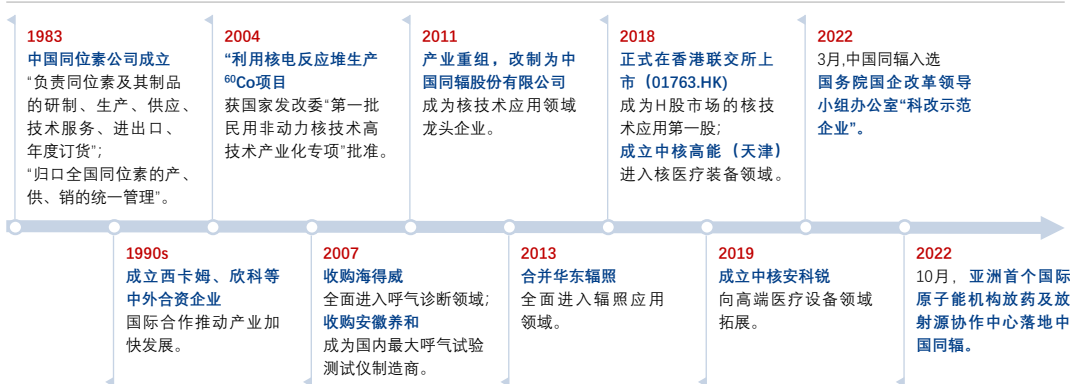 1983
中国同位素公司成立
“负责同位素及其制品
的研制、生产、供应、
技术服务、进出口、
年度订货”；
“归口全国同位素的产、
供、销的统一管理”。
2004
“利用核电反应堆生产
⁶⁰Co项目
获国家发改委“第一批
民用非动力核技术高
技术产业化专项”批准。
2011
产业重组，改制为中
国同辐股份有限公司
成为核技术应用领域
龙头企业。
2018
正式在香港联交所上
市（01763.HK)
成为H股市场的核技
术应用第一股；
成立中核高能（天津）
进入核医疗装备领域。
2022
3月,中国同辐入选
国务院国企改革领导
小组办公室“科改示范
企业”。
1990s
成立西卡姆、欣科等
中外合资企业
国际合作推动产业加
快发展。
2007
收购海得威
全面进入呼气诊断领域；
收购安徽养和
成为国内最大呼气试验
测试仪制造商。
2013
合并华东辐照
全面进入辐照应用
领域。
2019
成立中核安科锐
向高端医疗设备领域
拓展。
2022
10月，亚洲首个国际
原子能机构放药及放
射源协作中心落地中
国同辐。